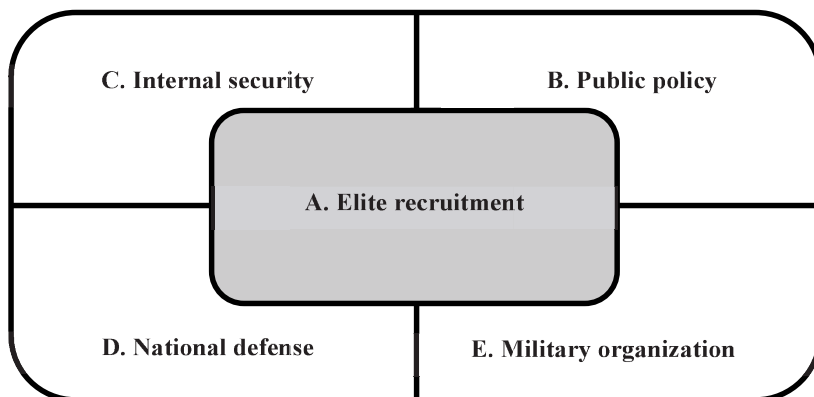 C. Internal security
B. Public policy
A. Elite recruitment
D. National defense
E. Military organization